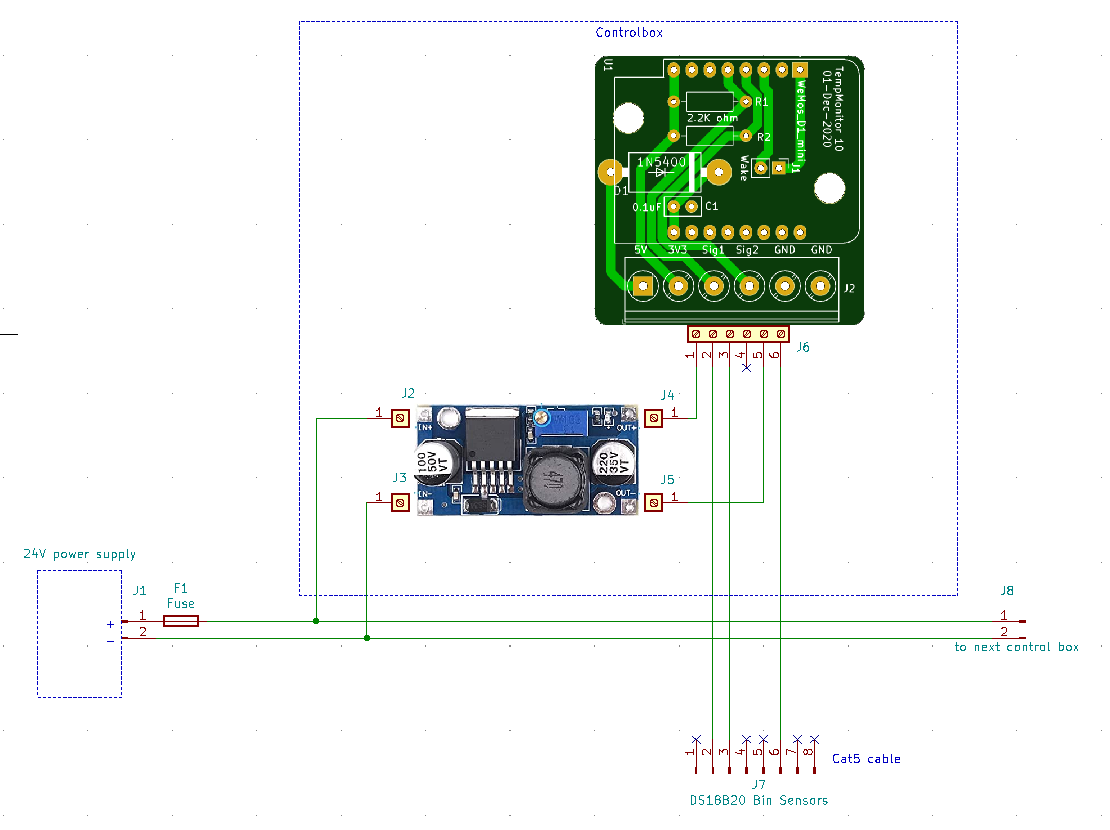 Controlbox
U1
TempMonitor 10
01-Dec-2020
WeMos D1 mini
R1
2.2K ohm
R2
1N5400
Wake
J1
D1
0.1uF
C1
5V 3V3 Sig1 Sig2 GND GND
J2
J6
1 2 3 4 5 6
J2
J4
1
1
IN+
OUT+
100
50V
VT
220
35V
VT
470
J3
J5
1
1
IN-
OUT-
24V power supply
J1
F1
Fuse
J8
+
1
1
−
2
2
to next control box
1 2 3 4 5 6 7 8
Cat5 cable
J7
DS18B20 Bin Sensors